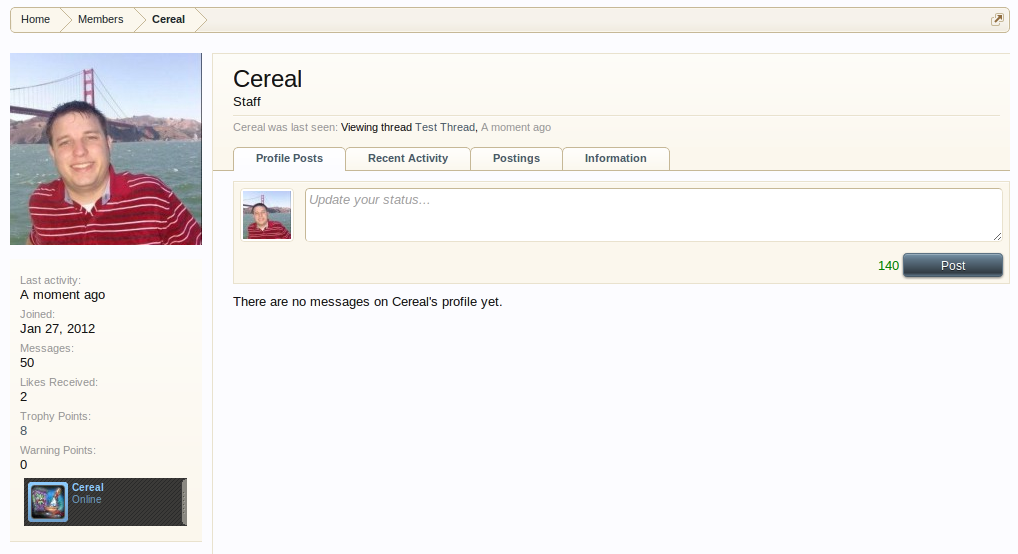 Home Members Cereal
Cereal
Staff
Cereal was last seen: Viewing thread Test Thread, A moment ago
Profile Posts Recent Activity Postings Information
Update your status...
140 Post
There are no messages on Cereal's profile yet.
Last activity:
A moment ago
Joined:
Jan 27, 2012
Messages:
50
Likes Received:
2
Trophy Points:
8
Warning Points:
0
Cereal
Online